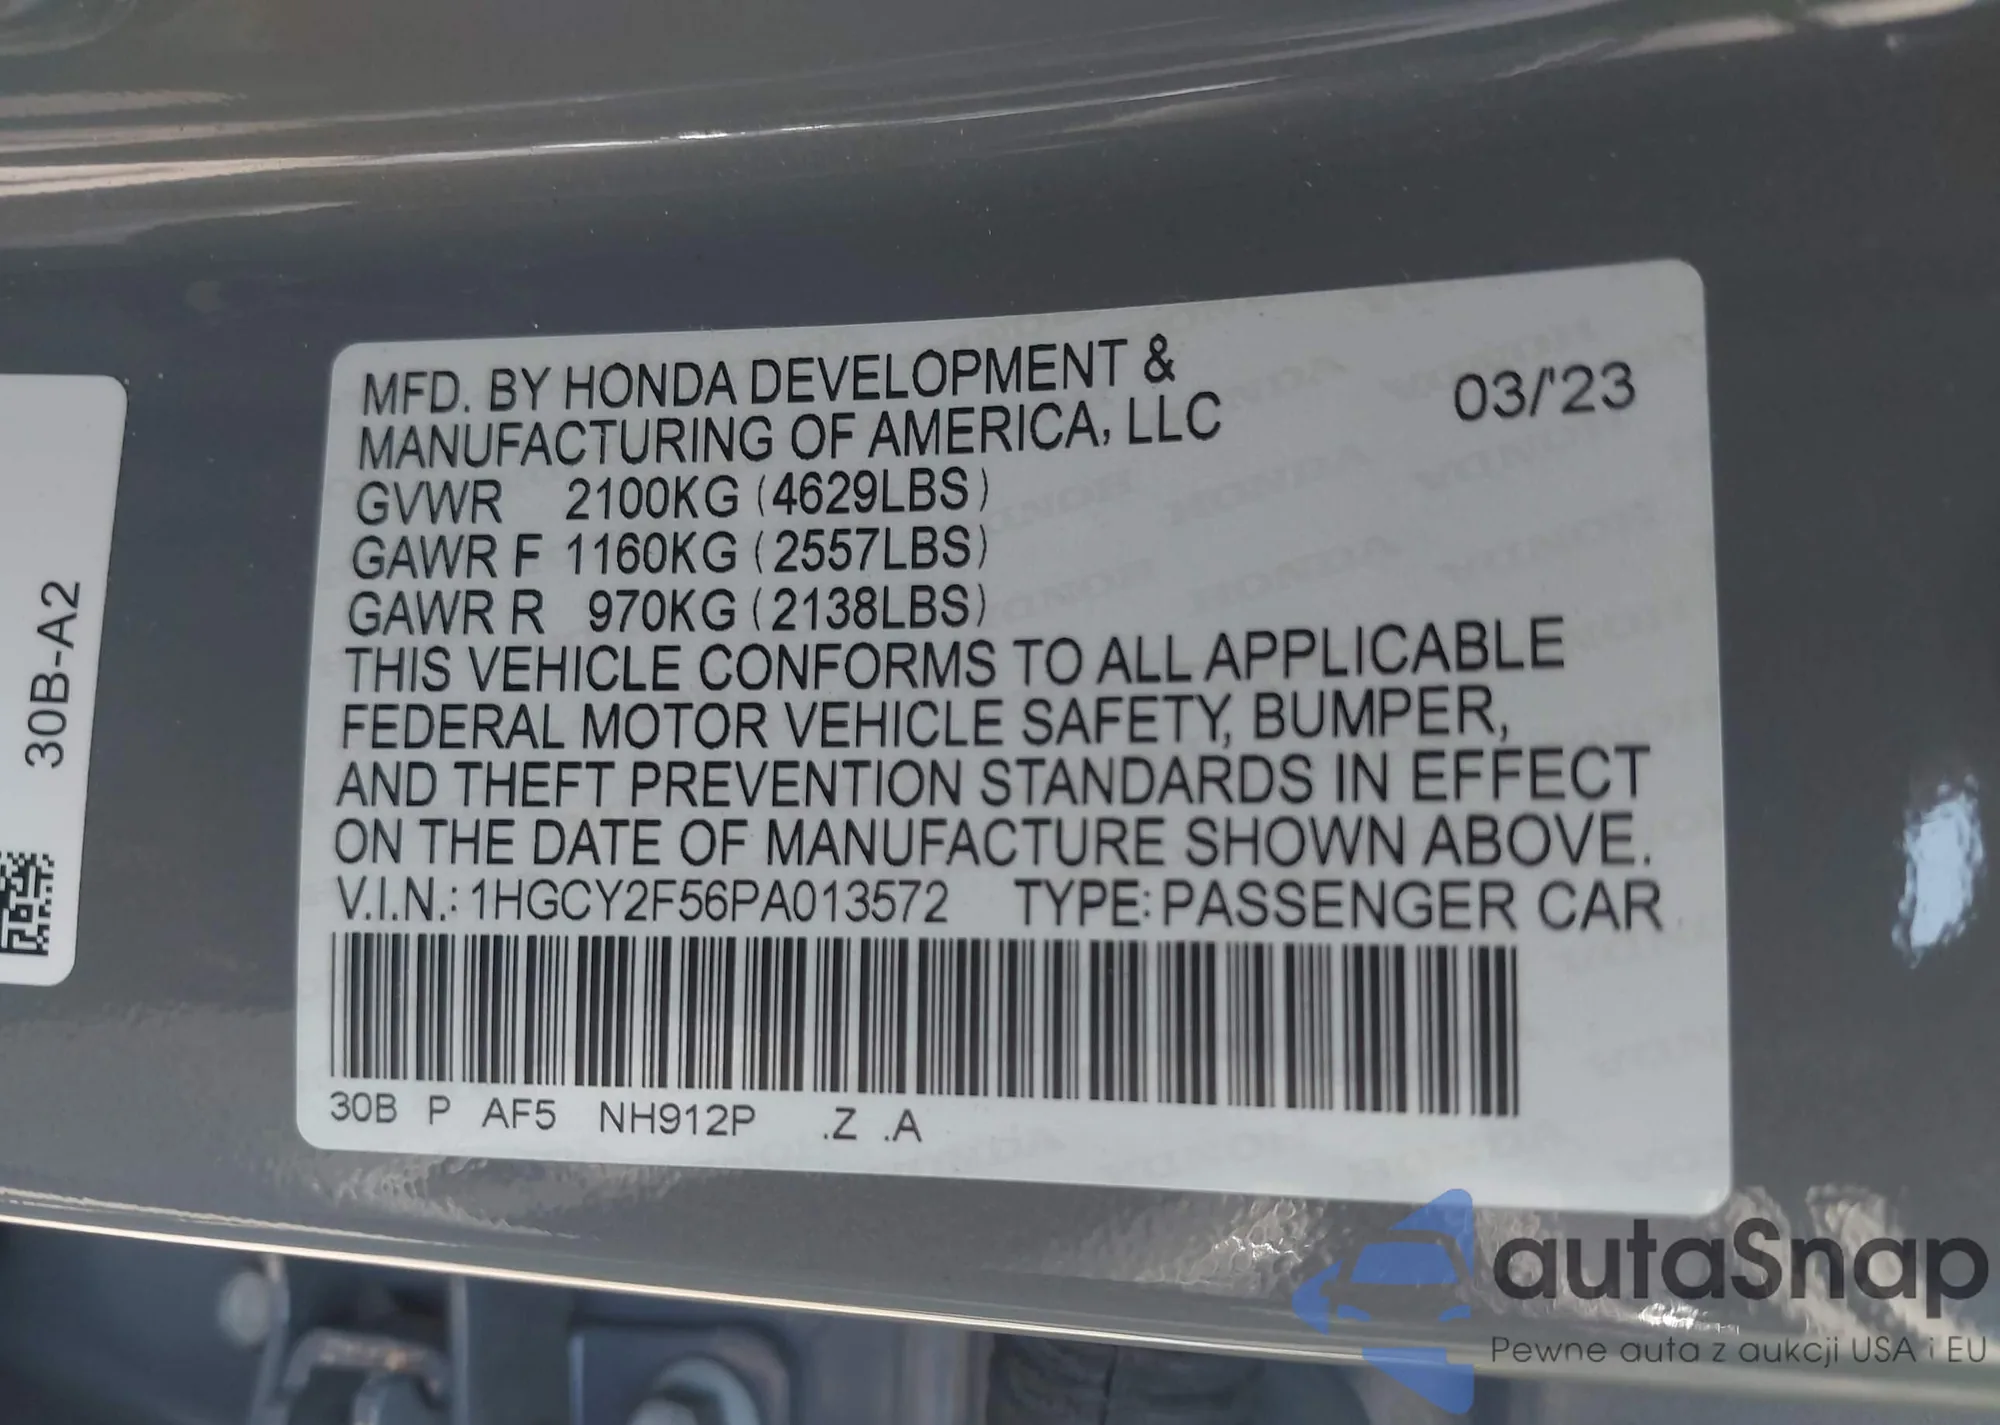 MFD. BY HONDA DEVELOPMENT &
MANUFACTURING OF AMERICA, LLC
03/'23
GVWR 2100KG (4629LBS)
GAWR F 1160KG (2557LBS)
GAWR R 970KG (2138LBS)
THIS VEHICLE CONFORMS TO ALL APPLICABLE
FEDERAL MOTOR VEHICLE SAFETY, BUMPER,
AND THEFT PREVENTION STANDARDS IN EFFECT
ON THE DATE OF MANUFACTURE SHOWN ABOVE.
V.I.N.: 1HGCY2F56PA013572 TYPE: PASSENGER CAR
30B P AF5 NH912P .Z .A
30B-A2
autaSnap
Pewne auta z aukcji USA i EU